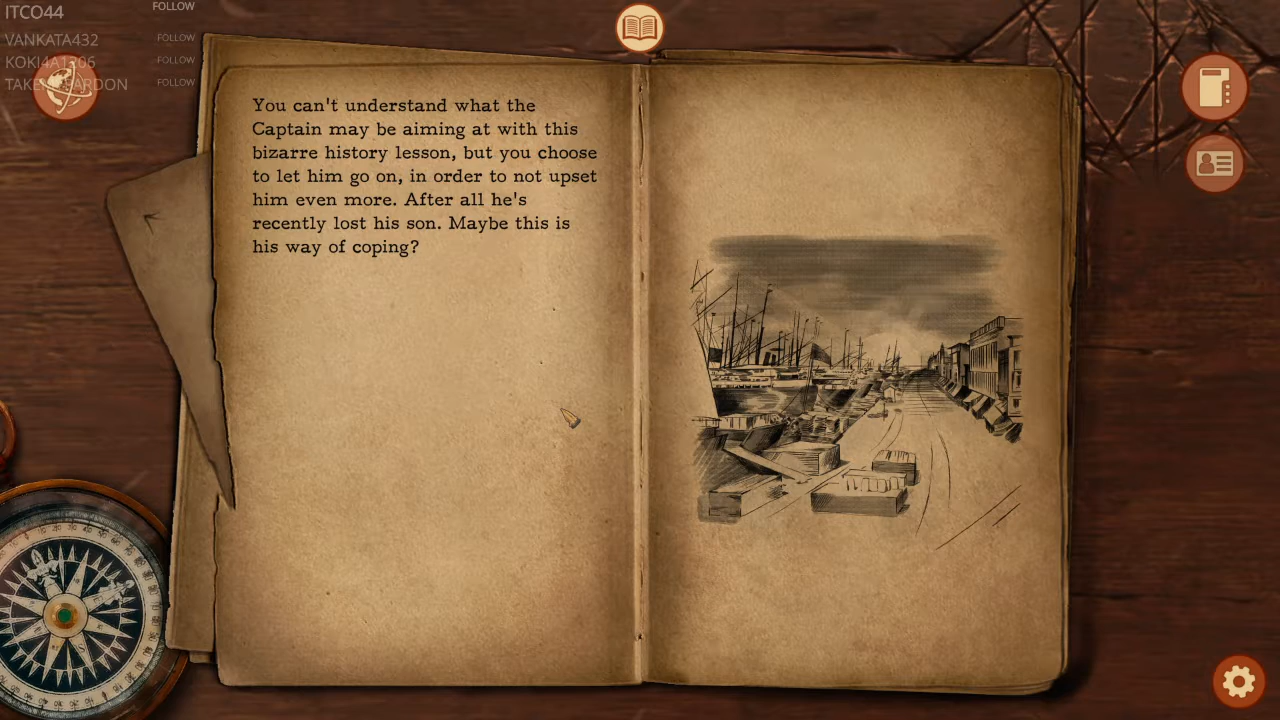 ITCO44
FOLLOW
VANKATA432
FOLLOW
FOLLOW
FOLLOW
You can't understand what the
Captain may be aiming at with this
bizarre history lesson, but you choose
to let him go on, in order to not upset
him even more. After all he's
recently lost his son. Maybe this is
his way of coping?